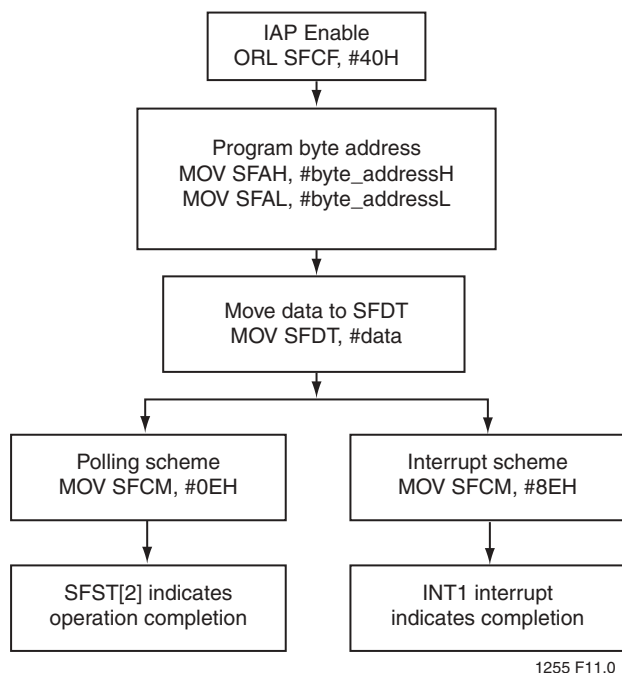 IAP Enable
ORL SFCF, #40H
Program byte address
MOV SFAH, #byte_addressH
MOV SFAL, #byte_addressL
Move data to SFDT
MOV SFDT, #data
Polling scheme
MOV SFCM, #0EH
Interrupt scheme
MOV SFCM, #8EH
SFST[2] indicates
operation completion
INT1 interrupt
indicates completion
1255 F11.0